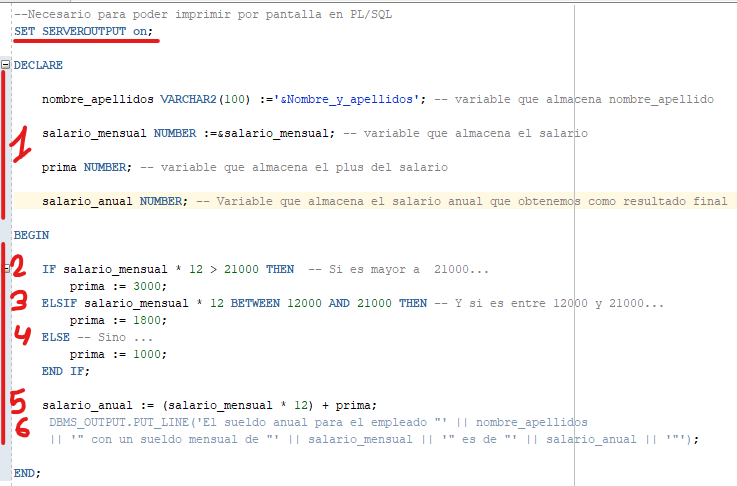 --Necesario para poder imprimir por pantalla en PL/SQL
SET SERVEROUTPUT on;
DECLARE
nombre_apellidos VARCHAR2(100) :='&Nombre_y_apellidos'; -- variable que almacena nombre_apellido
1 salario_mensual NUMBER :=&salario_mensual; -- variable que almacena el salario
prima NUMBER; -- variable que almacena el plus del salario
salario_anual NUMBER; -- Variable que almacena el salario anual que obtenemos como resultado final
BEGIN
2 IF salario_mensual * 12 > 21000 THEN  -- Si es mayor a  21000...
prima := 3000;
3 ELSIF salario_mensual * 12 BETWEEN 12000 AND 21000 THEN -- Y si es entre 12000 y 21000...
prima := 1800;
4 ELSE -- Sino ...
prima := 1000;
END IF;
5 salario_anual := (salario_mensual * 12) + prima;
6 DBMS_OUTPUT.PUT_LINE('El sueldo anual para el empleado "' || nombre_apellidos
|| '" con un sueldo mensual de "' || salario_mensual || '" es de "' || salario_anual || '"');
END;